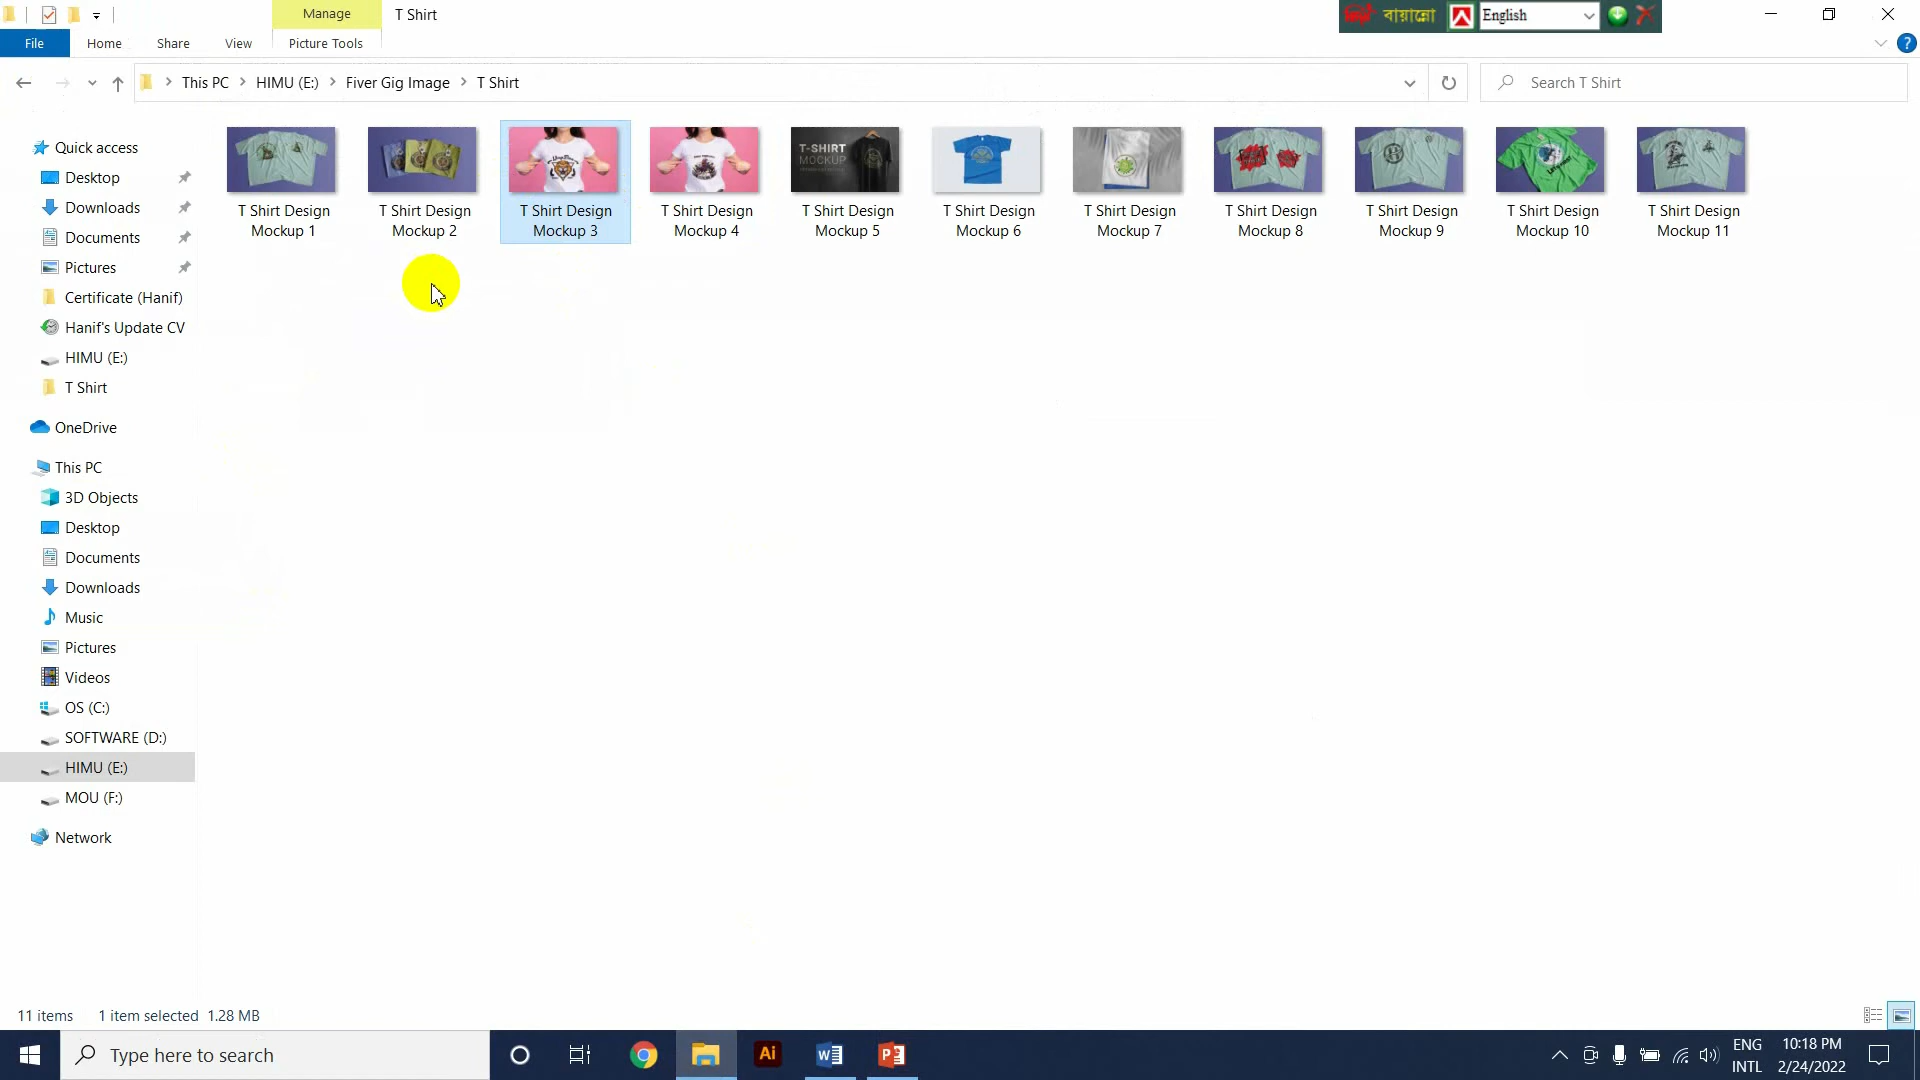 Manage
T Shirt
বায়ান্নো
English
File
Home
Share
View
Picture Tools
This PC
HIMU (E:)
Fiver Gig Image
T Shirt
Search T Shirt
Quick access
Desktop
Downloads
Documents
Pictures
Certificate (Hanif)
Hanif's Update CV
HIMU (E:)
T Shirt
OneDrive
This PC
3D Objects
Desktop
Documents
Downloads
Music
Pictures
Videos
OS (C:)
SOFTWARE (D:)
HIMU (E:)
MOU (F:)
Network
T-SHIRT
MOCKUP
T Shirt Design
Mockup 1
T Shirt Design
Mockup 2
T Shirt Design
Mockup 3
T Shirt Design
Mockup 4
T Shirt Design
Mockup 5
T Shirt Design
Mockup 6
T Shirt Design
Mockup 7
T Shirt Design
Mockup 8
T Shirt Design
Mockup 9
T Shirt Design
Mockup 10
T Shirt Design
Mockup 11
11 items
1 item selected 1.28 MB
Type here to search
Ai
ENG
INTL
10:18 PM
2/24/2022